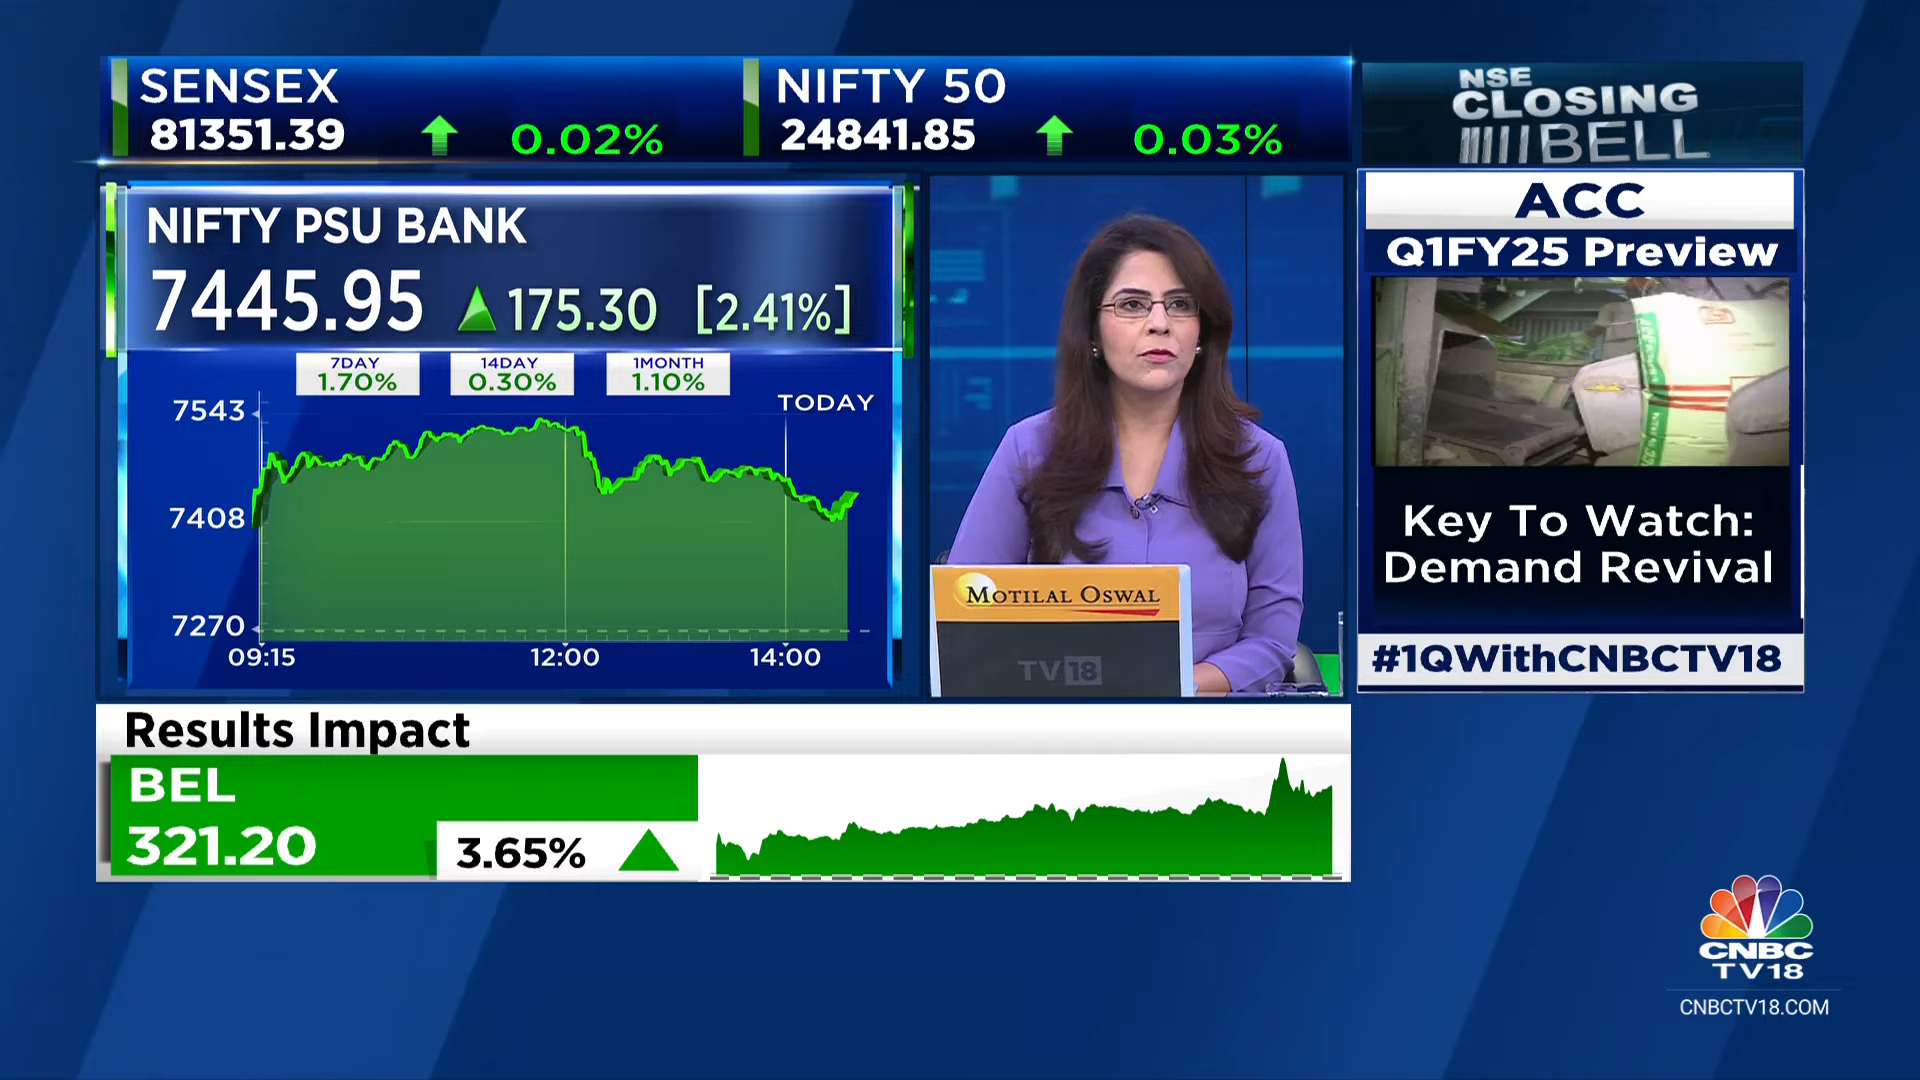 SENSEX
81351.39 0.02%
NIFTY 50
24841.85 0.03%
NSE
CLOSING
BELL
NIFTY PSU BANK
7445.95 175.30 [2.41%]
7DAY
1.70%
14DAY
0.30%
1MONTH
1.10%
TODAY
7543
7408
7270
09:15 12:00 14:00
MOTILAL OSWAL
TV18
ACC
Q1FY25 Preview
Key To Watch:
Demand Revival
#1QWithCNBCTV18
Results Impact
BEL
321.20
3.65%
CNBC
TV18
CNBCTV18.COM